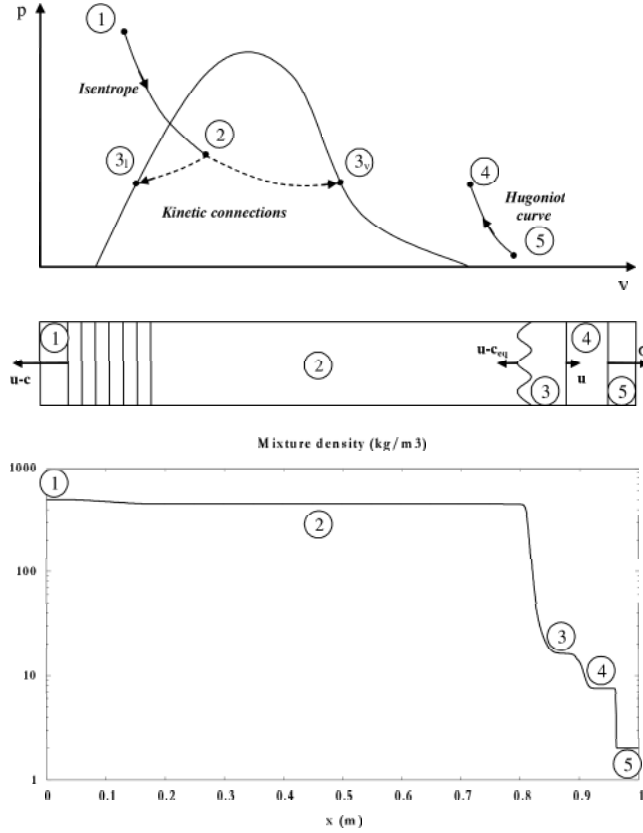 p
1
Isentrope
2
3l
3v
4
Kinetic connections
Hugoniot
curve
5
v
1
4
u-c
2
u-ceq
3
u
5
σ
Mixture density (kg/m3)
1000
1
2
100
3
10
4
5
1
0 0.1 0.2 0.3 0.4 0.5 0.6 0.7 0.8 0.9 1
x (m)